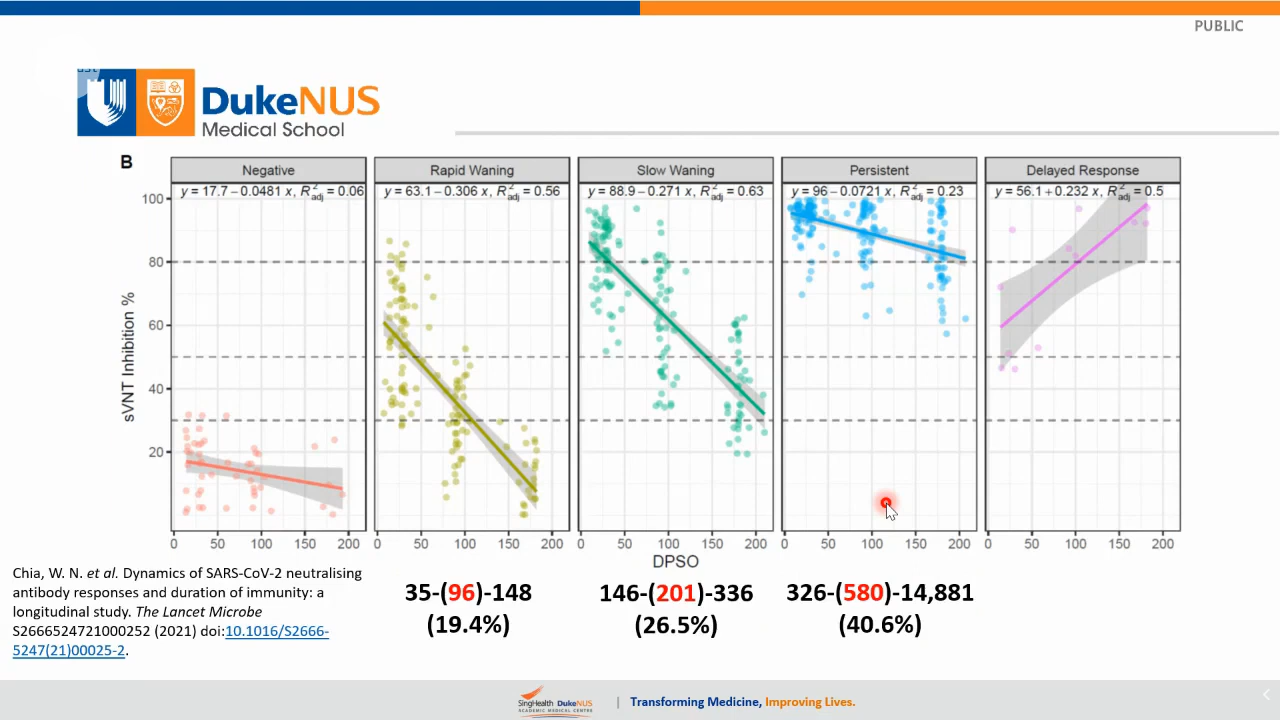 PUBLIC
DukeNUS
Medical School
B
Negative
Rapid Waning
Slow Waning
Persistent
Delayed Response
y = 17.7 – 0.0481 x, R²adj = 0.06
y = 63.1 – 0.306 x, R²adj = 0.56
y = 88.9 – 0.271 x, R²adj = 0.63
y = 96 – 0.0721 x, R²adj = 0.23
y = 56.1 + 0.232 x, R²adj = 0.5
100
80
60
40
20
sVNT Inhibition %
0 50 100 150 200
0 50 100 150 200
0 50 100 150 200
0 50 100 150 200
0 50 100 150 200
DPSO
Chia, W. N. et al. Dynamics of SARS-CoV-2 neutralising
antibody responses and duration of immunity: a
longitudinal study. The Lancet Microbe
S2666524721000252 (2021) doi:10.1016/S2666-
5247(21)00025-2.
35-(96)-148
(19.4%)
146-(201)-336
(26.5%)
326-(580)-14,881
(40.6%)
SingHealth DukeNUS
ACADEMIC MEDICAL CENTRE
Transforming Medicine, Improving Lives.